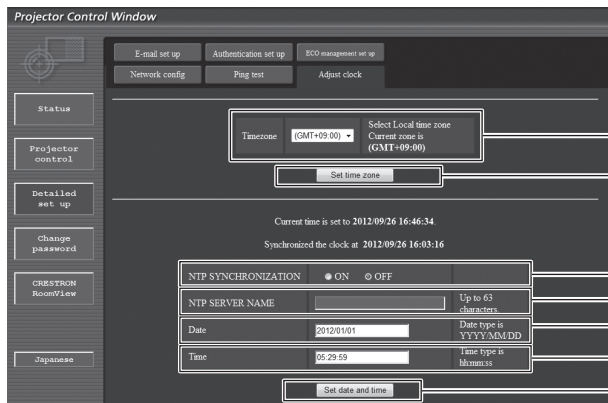 Projector Control Window
E-mail set up
Authentication set up
ECO management set up
Network config
Ping test
Adjust clock
Status
Projector
control
Detailed
set up
Change
password
CRESTRON
RoomView
Japanese
Timezone
(GMT+09:00)
Select Local time zone
Current zone is
(GMT+09:00)
Set time zone
Current time is set to 2012/09/26 16:46:34.
Synchronized the clock at 2012/09/26 16:03:16
NTP SYNCHRONIZATION
ON OFF
NTP SERVER NAME
Up to 63
characters.
Date
2012/01/01
Date type is
YYYY/MM/DD
Time
05:29:59
Time type is
hh:mm:ss
Set date and time